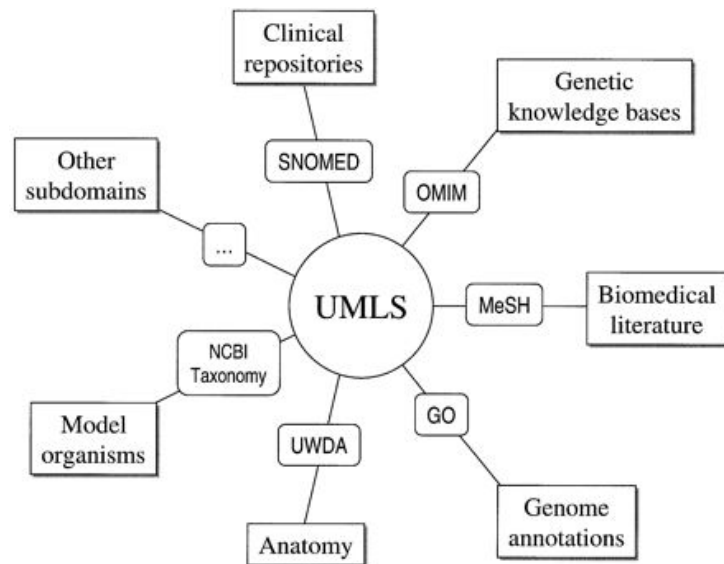 Clinical
repositories
Genetic
knowledge bases
Other
subdomains
SNOMED
OMIM
...
UMLS
MeSH
Biomedical
literature
NCBI
Taxonomy
Model
organisms
UWDA
GO
Anatomy
Genome
annotations